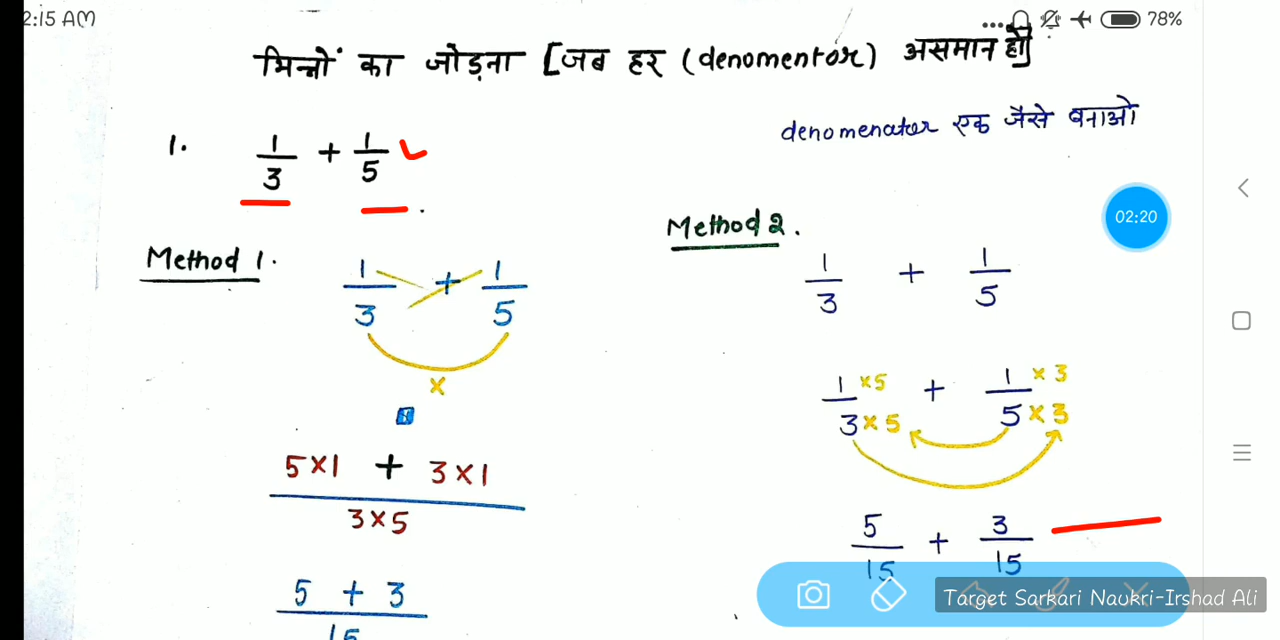 2:15 AM
78%
भिन्नों का जोड़ना [जब हर (denomentor) असमान हो]
denomenator एक जैसे बनाओ
1. 1/3 + 1/5
02:20
Method 1.
1/3 + 1/5
x
5×1 + 3×1
3×5
5 + 3
15
Method 2.
1/3 + 1/5
1×5/3×5 + 1×3/5×3
5/15 + 3/15
Target Sarkari Naukri-Irshad Ali